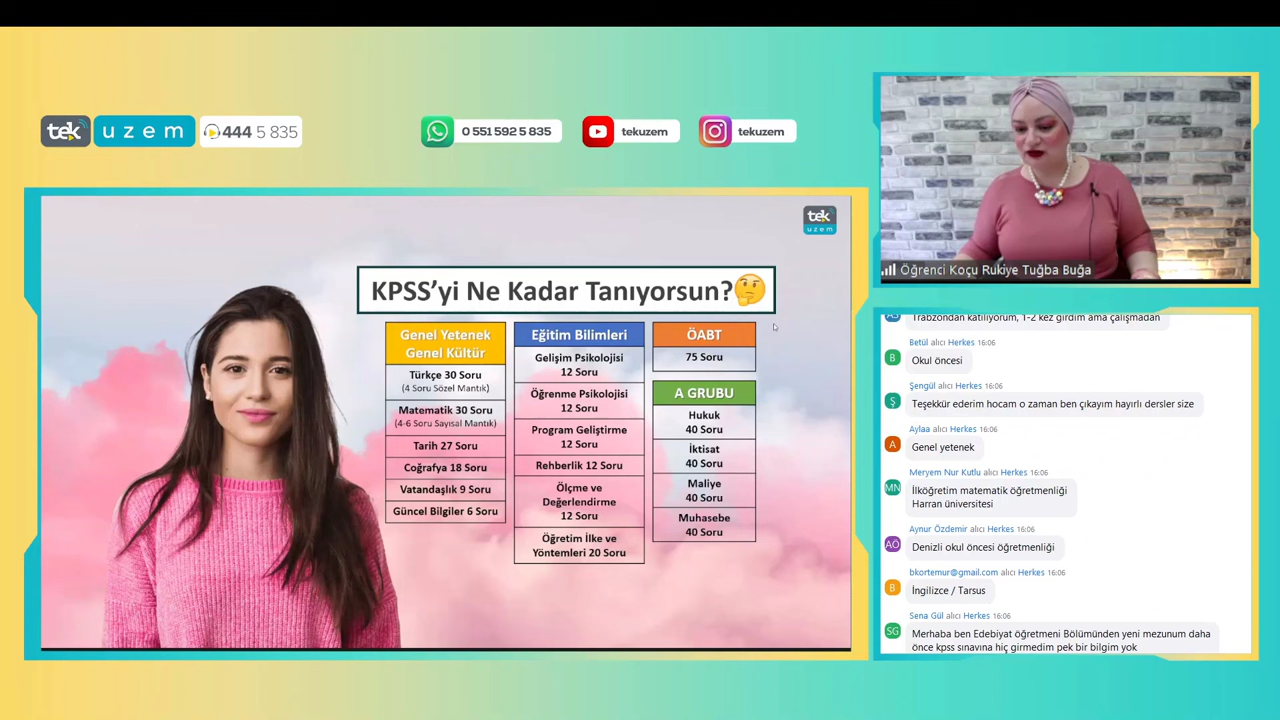 tek
uzem
444 5 835
0 551 592 5 835
tekuzem
tekuzem
tek
uzem
KPSS'yi Ne Kadar Tanıyorsun?
Genel Yetenek
Genel Kültür
Türkçe 30 Soru
(4 Soru Sözel Mantık)
Matematik 30 Soru
(4-6 Soru Sayısal Mantık)
Tarih 27 Soru
Coğrafya 18 Soru
Vatandaşlık 9 Soru
Güncel Bilgiler 6 Soru
Eğitim Bilimleri
Gelişim Psikolojisi
12 Soru
Öğrenme Psikolojisi
12 Soru
Program Geliştirme
12 Soru
Rehberlik 12 Soru
Ölçme ve
Değerlendirme
12 Soru
Öğretim İlke ve
Yöntemleri 20 Soru
ÖABT
75 Soru
A GRUBU
Hukuk
40 Soru
İktisat
40 Soru
Maliye
40 Soru
Muhasebe
40 Soru
Öğrenci Koçu Rukiye Tuğba Buğa
Trabzondan katılıyorum, 1-2 kez girdim ama çalışmadan
Betül alıcı Herkes 16:06
B
Okul öncesi
Şengül alıcı Herkes 16:06
Ş
Teşekkür ederim hocam o zaman ben çıkayım hayırlı dersler size
Aylaa alıcı Herkes 16:06
A
Genel yetenek
Meryem Nur Kutlu alıcı Herkes 16:06
MN
İlköğretim matematik öğretmenliği
Harran üniversitesi
Aynur Özdemir alıcı Herkes 16:06
AÖ
Denizli okul öncesi öğretmenliği
bkortemur@gmail.com alıcı Herkes 16:06
B
İngilizce / Tarsus
Sena Gül alıcı Herkes 16:06
SG
Merhaba ben Edebiyat öğretmeni Bölümünden yeni mezunum daha
önce kpss sınavına hiç girmedim pek bir bilgim yok